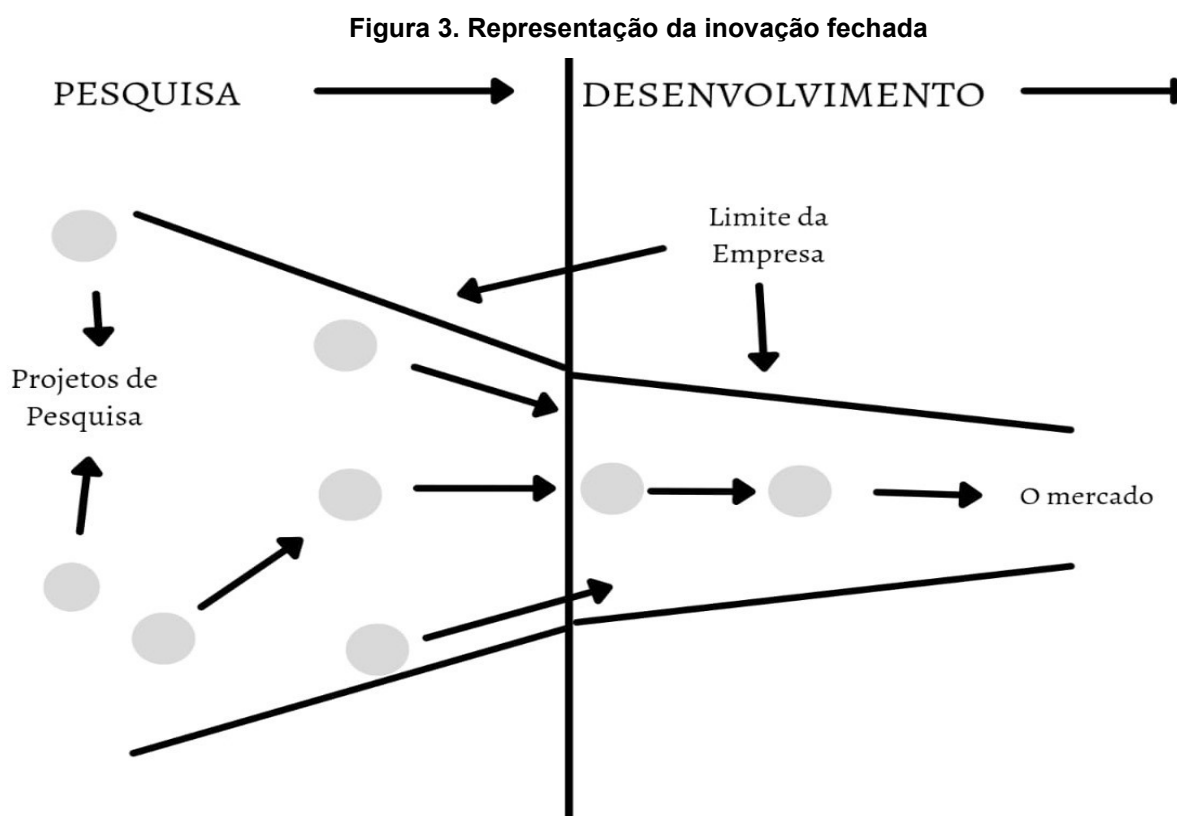 Figura 3. Representação da inovação fechada
PESQUISA
DESENVOLVIMENTO
Limite da
Empresa
Projetos de
Pesquisa
O mercado